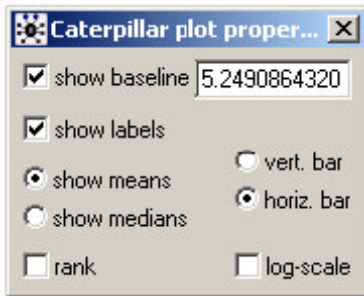 Caterpillar plot proper...
show baseline 5.2490864320
show labels
vert. bar
show means
horiz. bar
show medians
rank log-scale